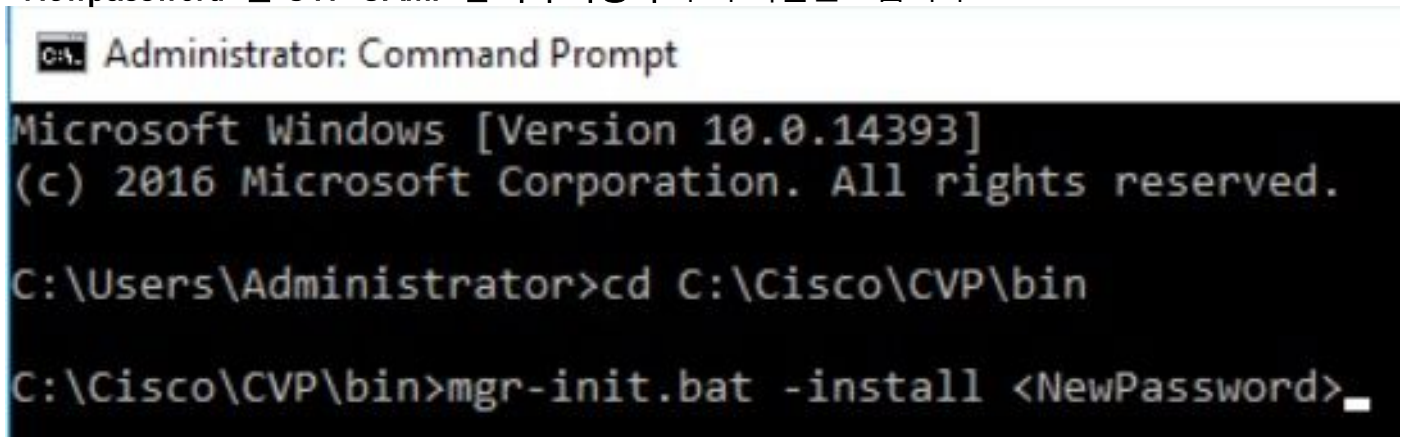 Administrator: Command Prompt
Microsoft Windows [Version 10.0.14393]
(c) 2016 Microsoft Corporation. All rights reserved.
C:\Users\Administrator>cd C:\Cisco\CVP\bin
C:\Cisco\CVP\bin>mgr-init.bat -install <NewPassword>